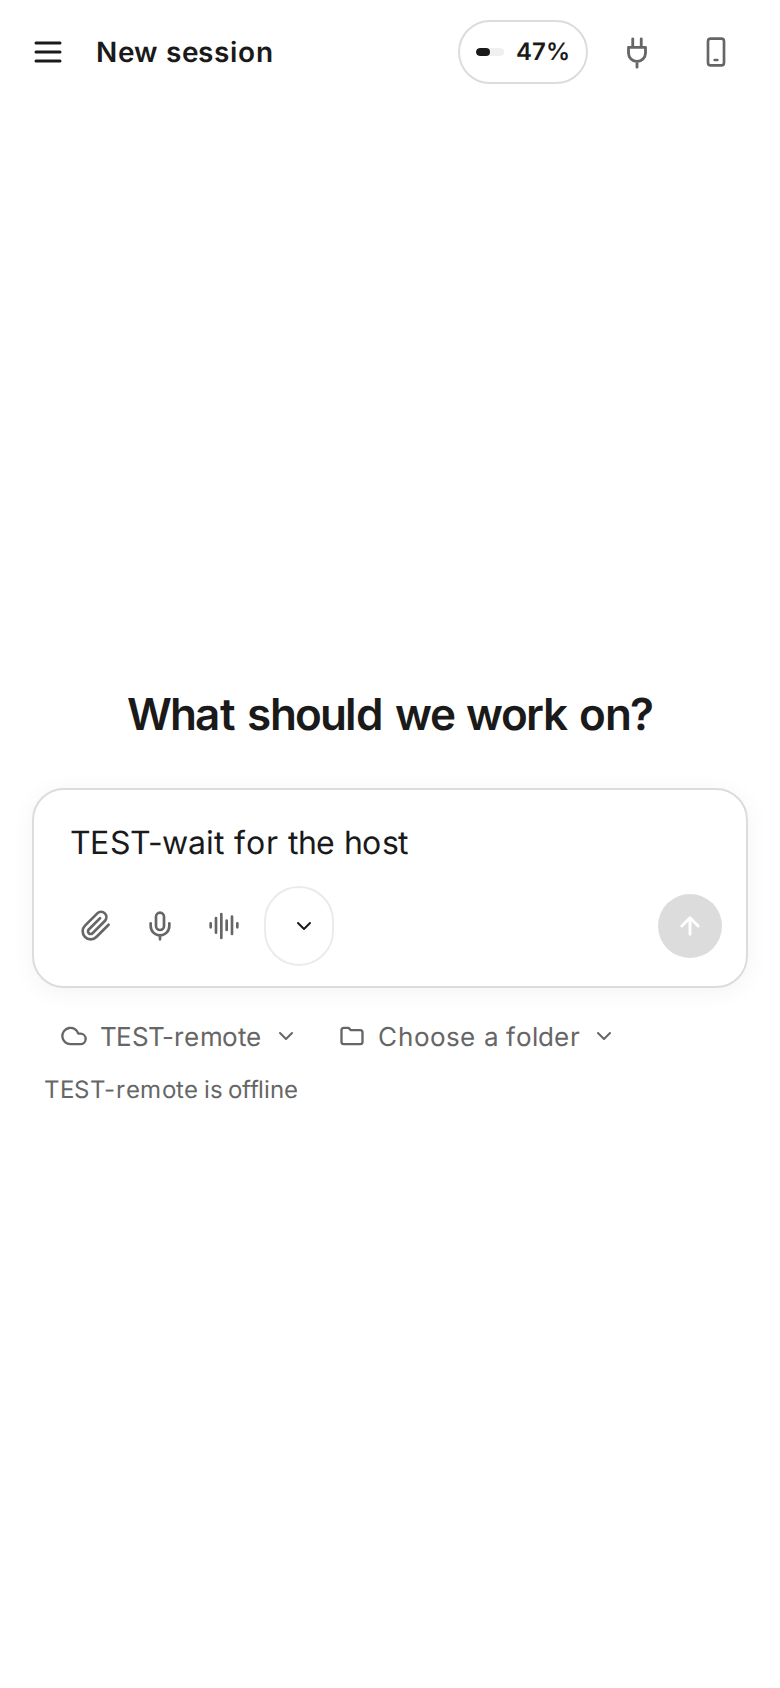 New session
47%
What should we work on?
TEST-wait for the host
TEST-remote
Choose a folder
TEST-remote is offline